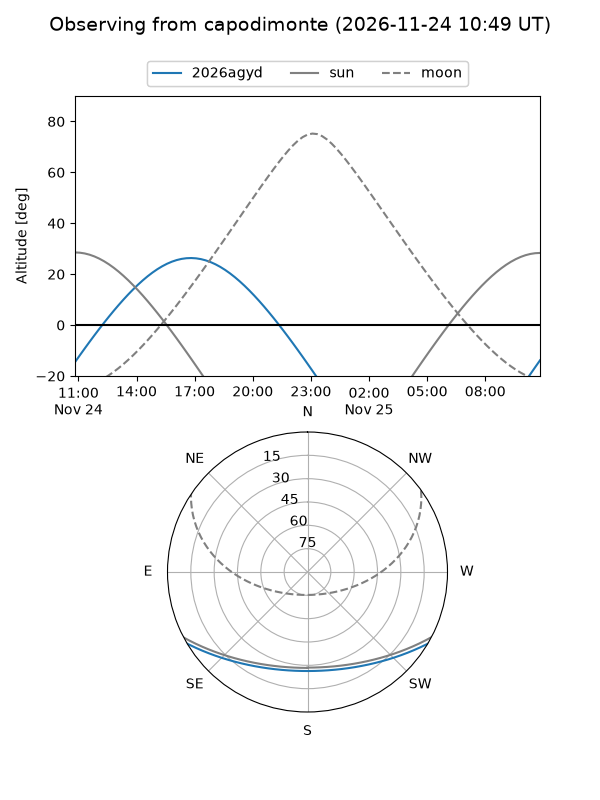 Observing from capodimonte (2026-11-24 10:49 UT)
2026agyd sun moon
Altitude [deg]
80
60
40
20
0
−20
11:00 14:00 17:00 20:00 23:00 02:00 05:00 08:00
Nov 24 Nov 25
N
NE NW
15
30
45
60
75
E W
SE SW
S